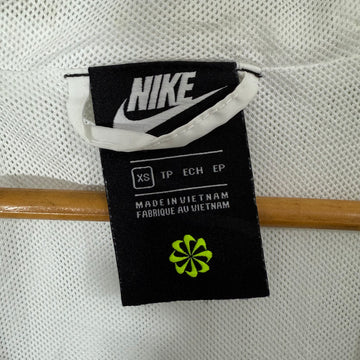 NIKE
XS TP ECH EP
MADE IN VIETNAM
FABRIQUE AU VIETNAM